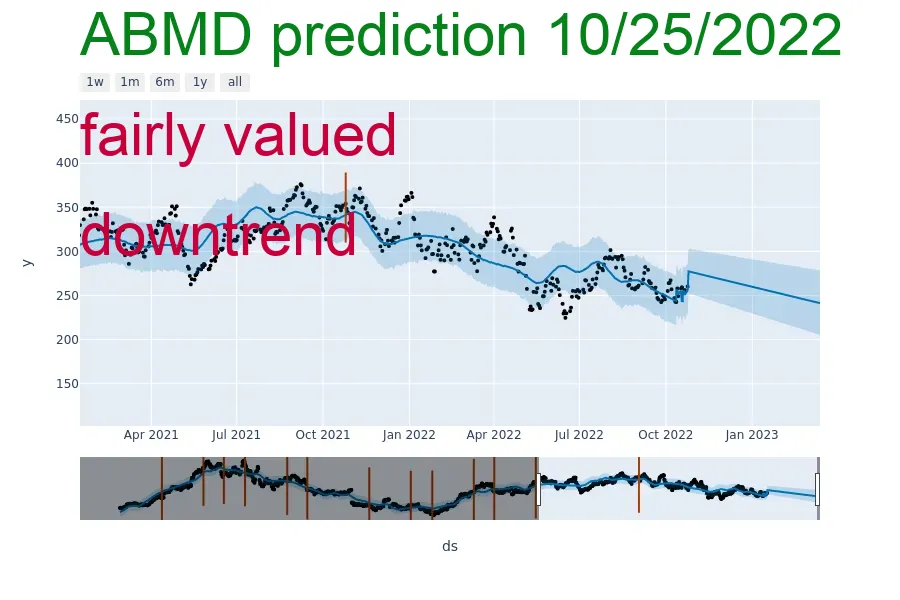 ABMD prediction 10/25/2022
1w 1m 6m 1y all
fairly valued
downtrend
450
400
350
300
250
200
150
y
Apr 2021 Jul 2021 Oct 2021 Jan 2022 Apr 2022 Jul 2022 Oct 2022 Jan 2023
ds